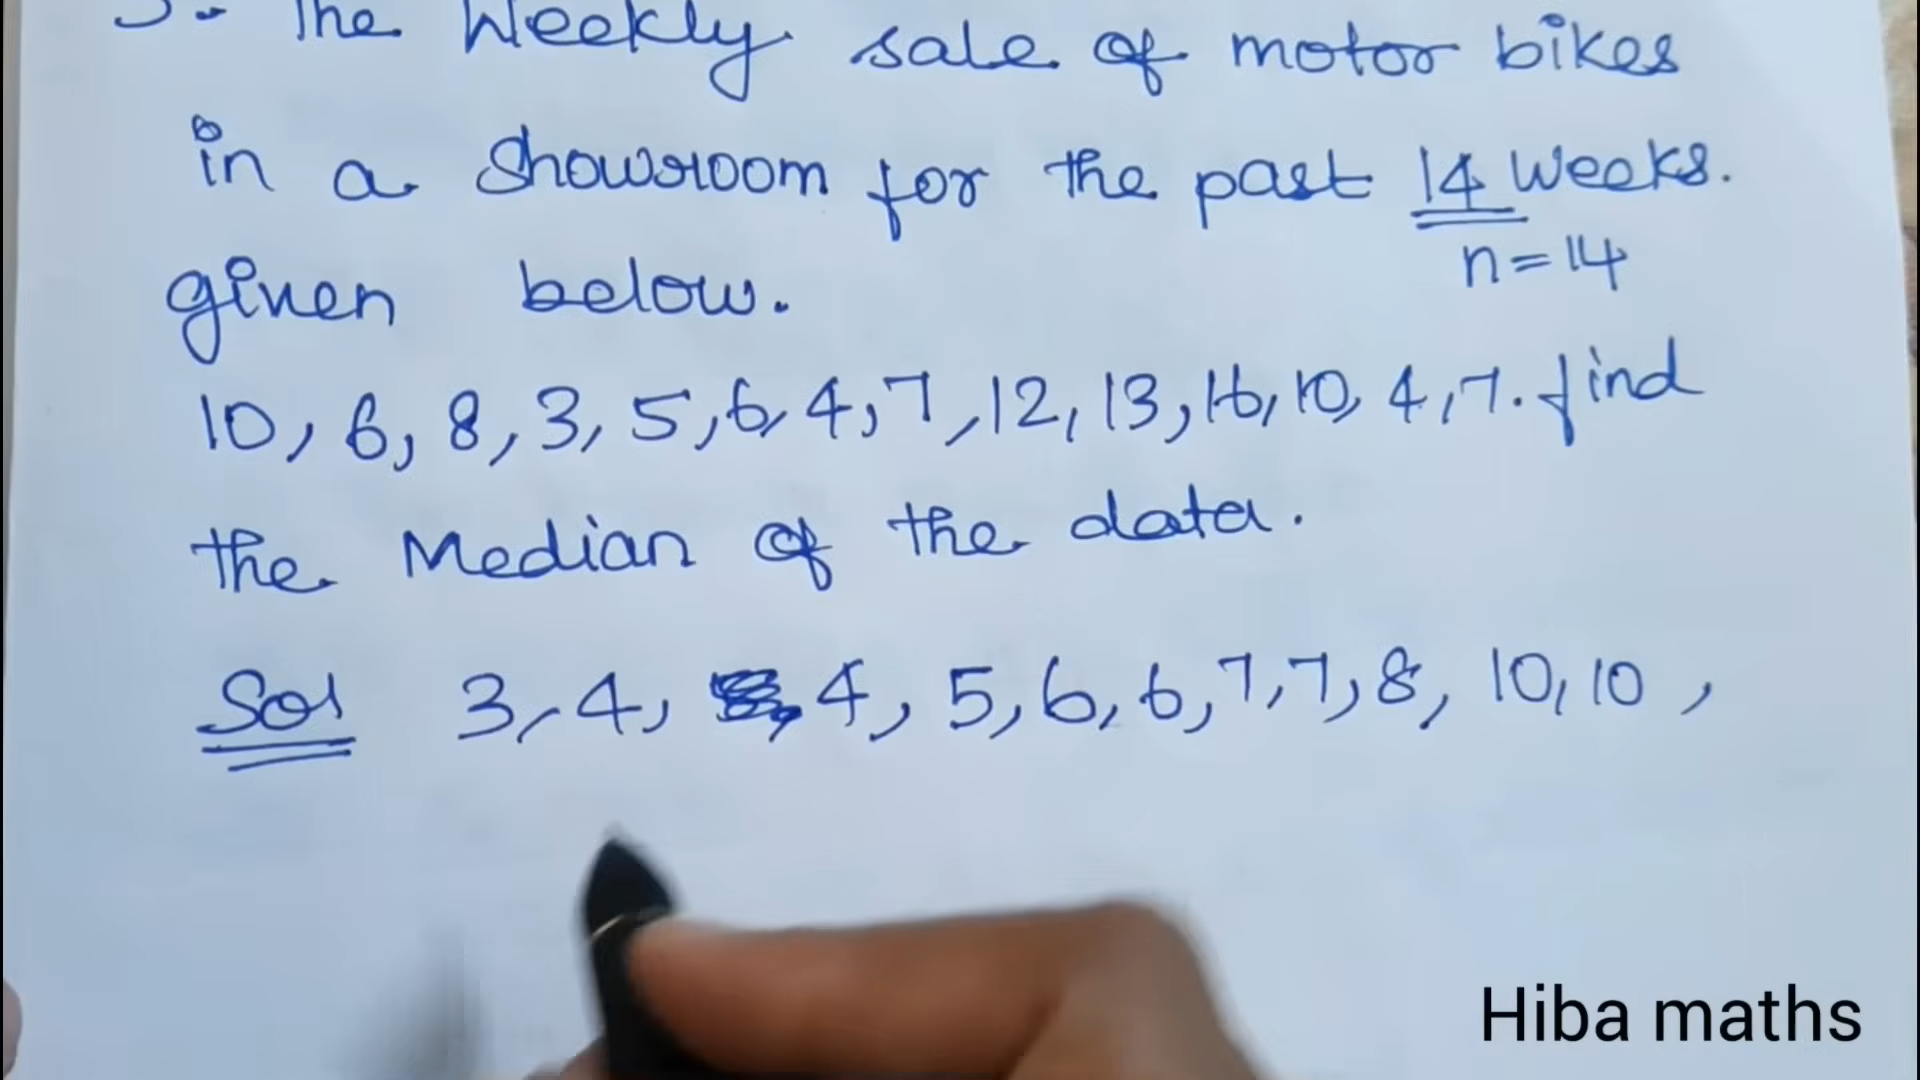 The Weekly sale of motor bikes
in a showroom for the past 14 weeks.
n=14
given below.
10, 6, 8, 3, 5, 6, 4, 7, 12, 13, 16, 10, 4, 7. find
the Median of the data.
Sol 3, 4, 4, 5, 6, 6, 7, 7, 8, 10, 10,
Hiba maths